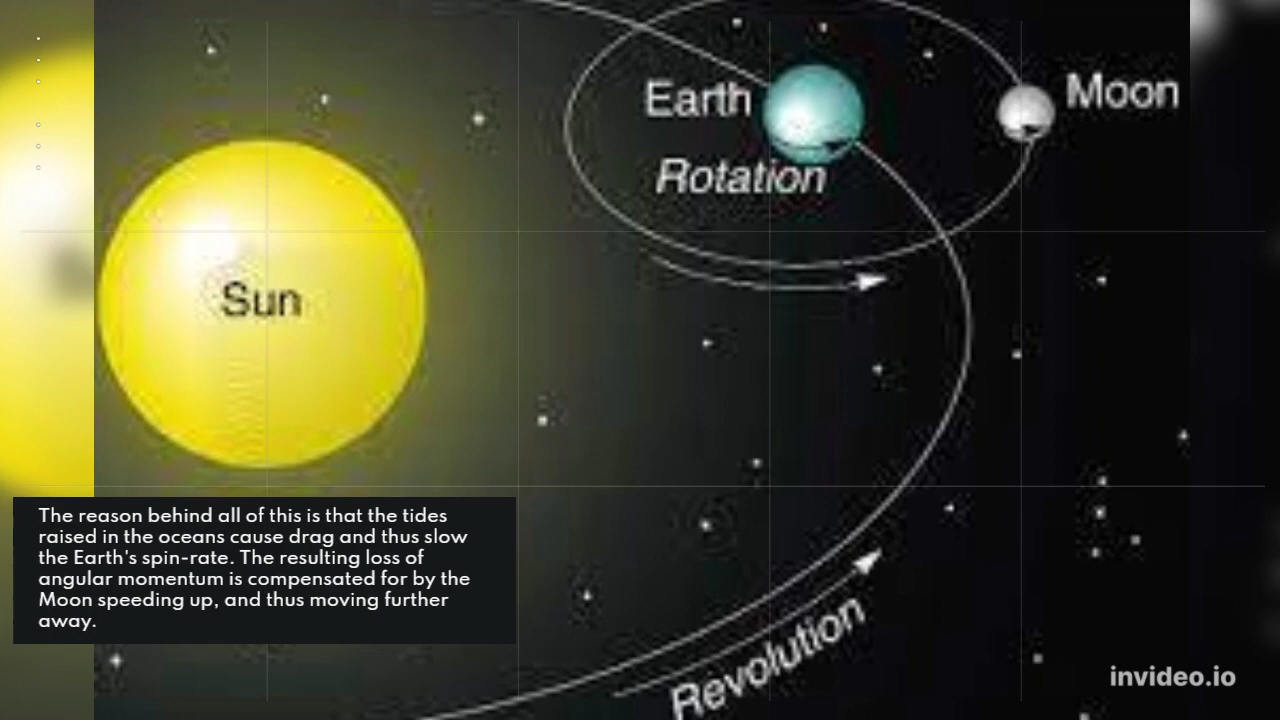 Earth
Moon
Rotation
Sun
The reason behind all of this is that the tides
raised in the oceans cause drag and thus slow
the Earth's spin-rate. The resulting loss of
angular momentum is compensated for by the
Moon speeding up, and thus moving further
away.
Revolution
invideo.io